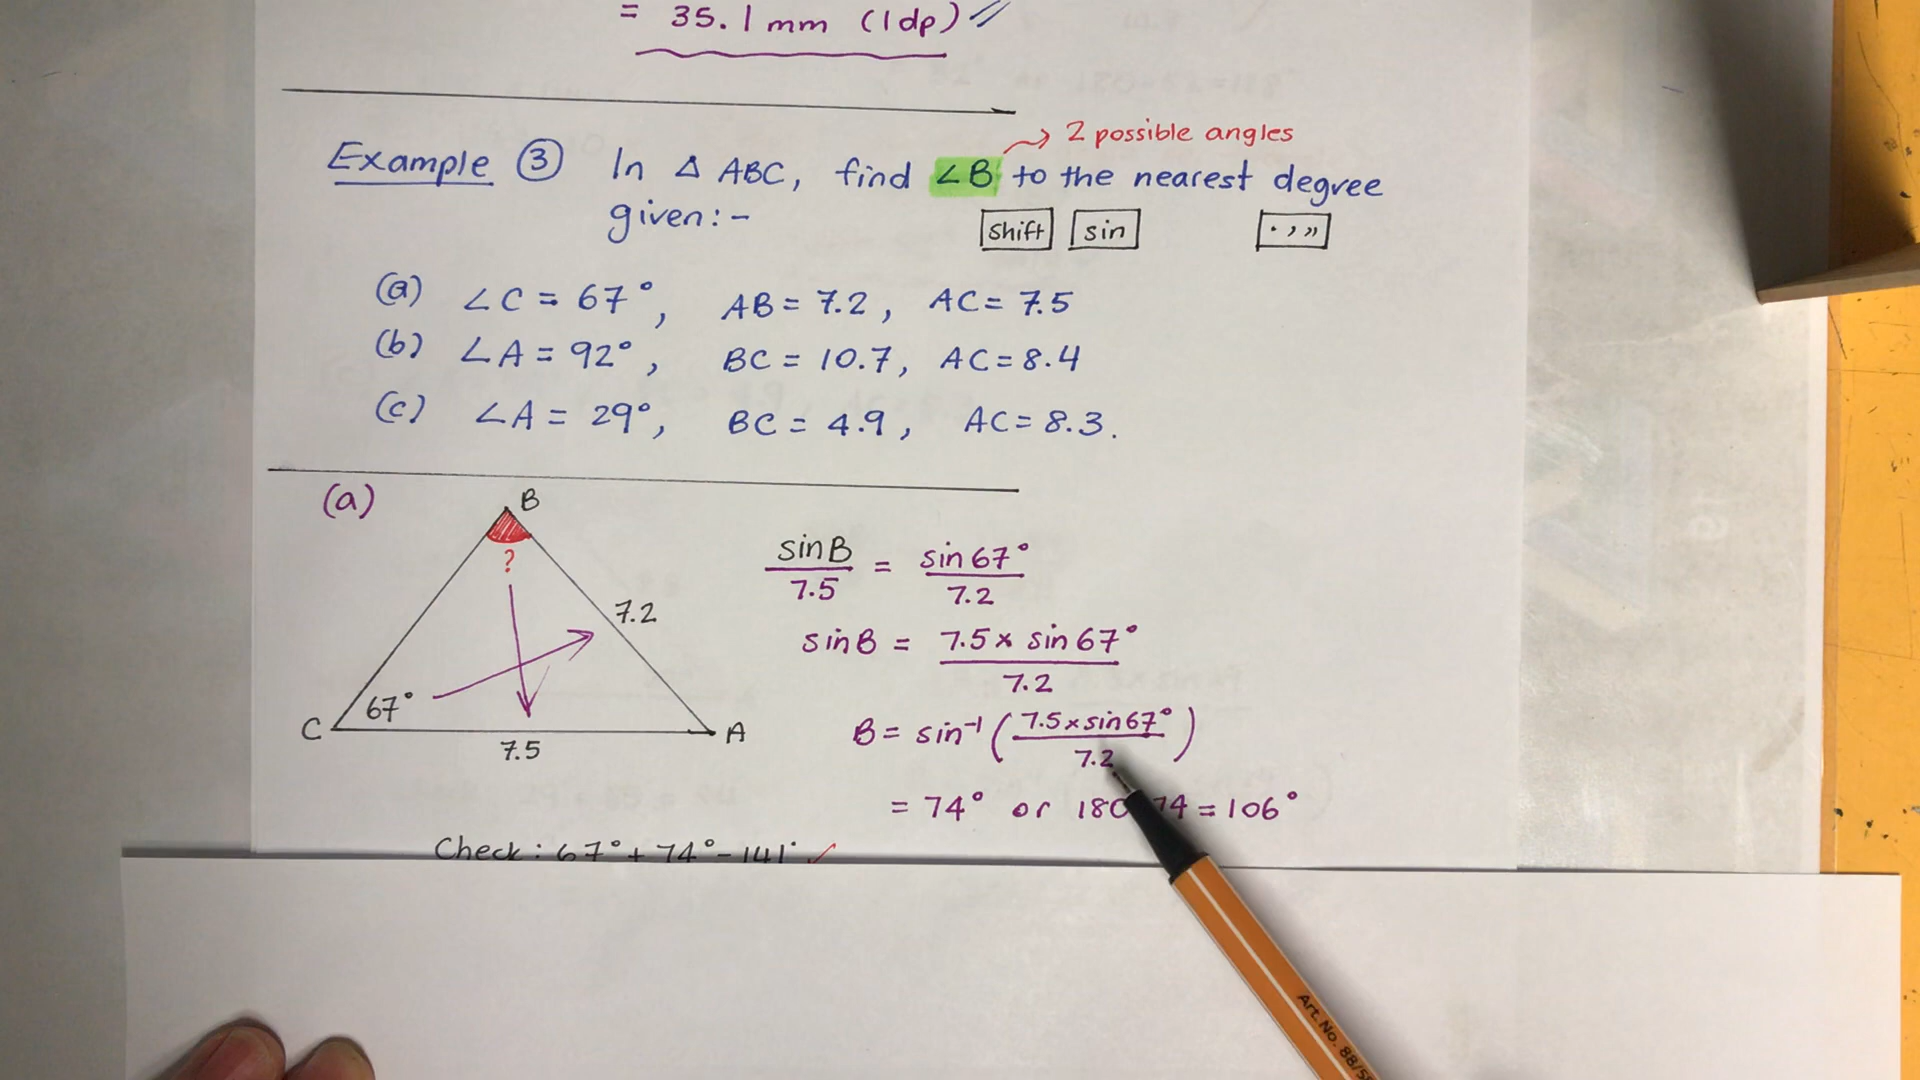 = 35.1 mm (1dp)
→ 2 possible angles
Example ③ In Δ ABC, find ∠B to the nearest degree
given:-
shift sin ° ' "
(a) ∠C = 67°, AB = 7.2, AC = 7.5
(b) ∠A = 92°, BC = 10.7, AC = 8.4
(c) ∠A = 29°, BC = 4.9, AC = 8.3.
(a)
B
?
7.2
67°
C
A
7.5
sinB/7.5 = sin67°/7.2
sinB = 7.5 × sin67°/7.2
B = sin⁻¹ (7.5×sin67°/7.2)
= 74° or 180 74 = 106°
Check: 67° + 74° = 141° ✓
Art. No. 88/